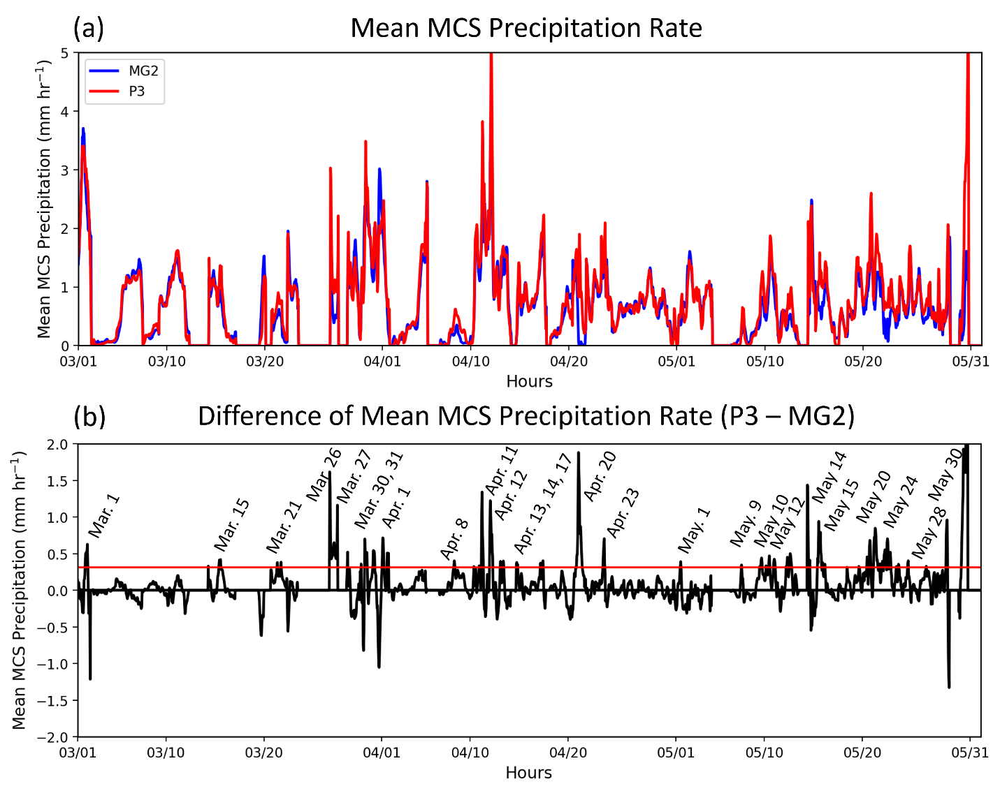 (a) Mean MCS Precipitation Rate
Mean MCS Precipitation (mm hr⁻¹)
5
4
3
2
1
0
MG2
P3
03/01 03/10 03/20 04/01 04/10 04/20 05/01 05/10 05/20 05/31
Hours
(b) Difference of Mean MCS Precipitation Rate (P3 – MG2)
Mean MCS Precipitation (mm hr⁻¹)
2.0
1.5
1.0
0.5
0.0
−0.5
−1.0
−1.5
−2.0
Mar. 1
Mar. 15
Mar. 21
Mar. 26
Mar. 27
Mar. 30, 31
Apr. 1
Apr. 8
Apr. 11
Apr. 12
Apr. 13, 14, 17
Apr. 20
Apr. 23
May. 1
May. 9
May 10
May 12
May 14
May 15
May 20
May 24
May 28
May 30
03/01 03/10 03/20 04/01 04/10 04/20 05/01 05/10 05/20 05/31
Hours